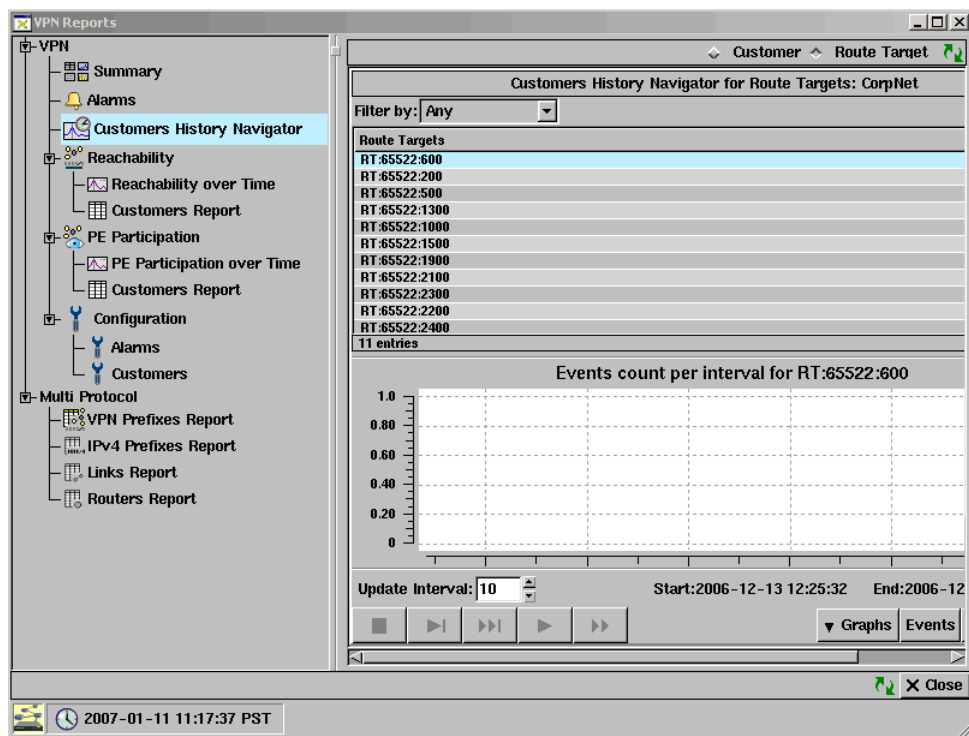 VPN Reports
VPN
Summary
Alarms
Customers History Navigator
Reachability
Reachability over Time
Customers Report
PE Participation
PE Participation over Time
Customers Report
Configuration
Alarms
Customers
Multi Protocol
VPN Prefixes Report
IPv4 Prefixes Report
Links Report
Routers Report
Customer Route Target
Customers History Navigator for Route Targets: CorpNet
Filter by: Any
Route Targets
RT:65522:600
RT:65522:200
RT:65522:500
RT:65522:1300
RT:65522:1000
RT:65522:1500
RT:65522:1900
RT:65522:2100
RT:65522:2300
RT:65522:2200
RT:65522:2400
11 entries
Events count per interval for RT:65522:600
1.0
0.80
0.60
0.40
0.20
0
Update Interval: 10 Start:2006-12-13 12:25:32 End:2006-12
Graphs Events
Close
2007-01-11 11:17:37 PST